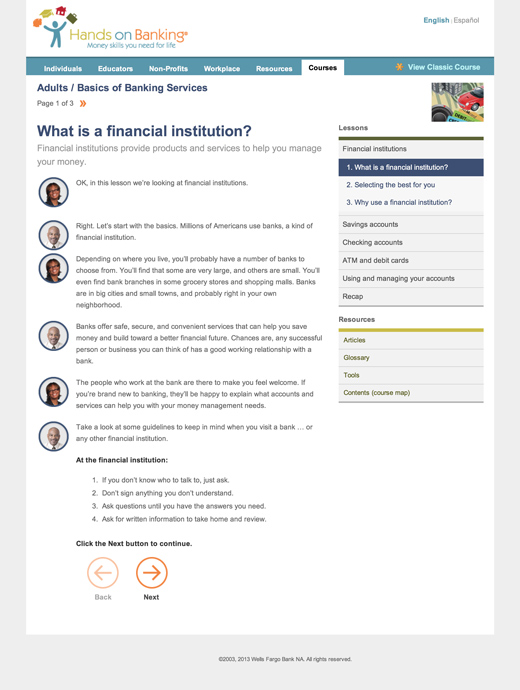 English | Español
Hands on Banking®
Money skills you need for life
Individuals Educators Non-Profits Workplace Resources Courses View Classic Course
Adults / Basics of Banking Services
Page 1 of 3
DEBIT
What is a financial institution?
Financial institutions provide products and services to help you manage
your money.
OK, in this lesson we're looking at financial institutions.
Right. Let's start with the basics. Millions of Americans use banks, a kind of
financial institution.
Depending on where you live, you'll probably have a number of banks to
choose from. You'll find that some are very large, and others are small. You'll
even find bank branches in some grocery stores and shopping malls. Banks
are in big cities and small towns, and probably right in your own
neighborhood.
Banks offer safe, secure, and convenient services that can help you save
money and build toward a better financial future. Chances are, any successful
person or business you can think of has a good working relationship with a
bank.
The people who work at the bank are there to make you feel welcome. If
you're brand new to banking, they'll be happy to explain what accounts and
services can help you with your money management needs.
Take a look at some guidelines to keep in mind when you visit a bank … or
any other financial institution.
At the financial institution:
1. If you don't know who to talk to, just ask.
2. Don't sign anything you don't understand.
3. Ask questions until you have the answers you need.
4. Ask for written information to take home and review.
Click the Next button to continue.
Back Next
Lessons
Financial institutions
1. What is a financial institution?
2. Selecting the best for you
3. Why use a financial institution?
Savings accounts
Checking accounts
ATM and debit cards
Using and managing your accounts
Recap
Resources
Articles
Glossary
Tools
Contents (course map)
©2003, 2013 Wells Fargo Bank NA. All rights reserved.